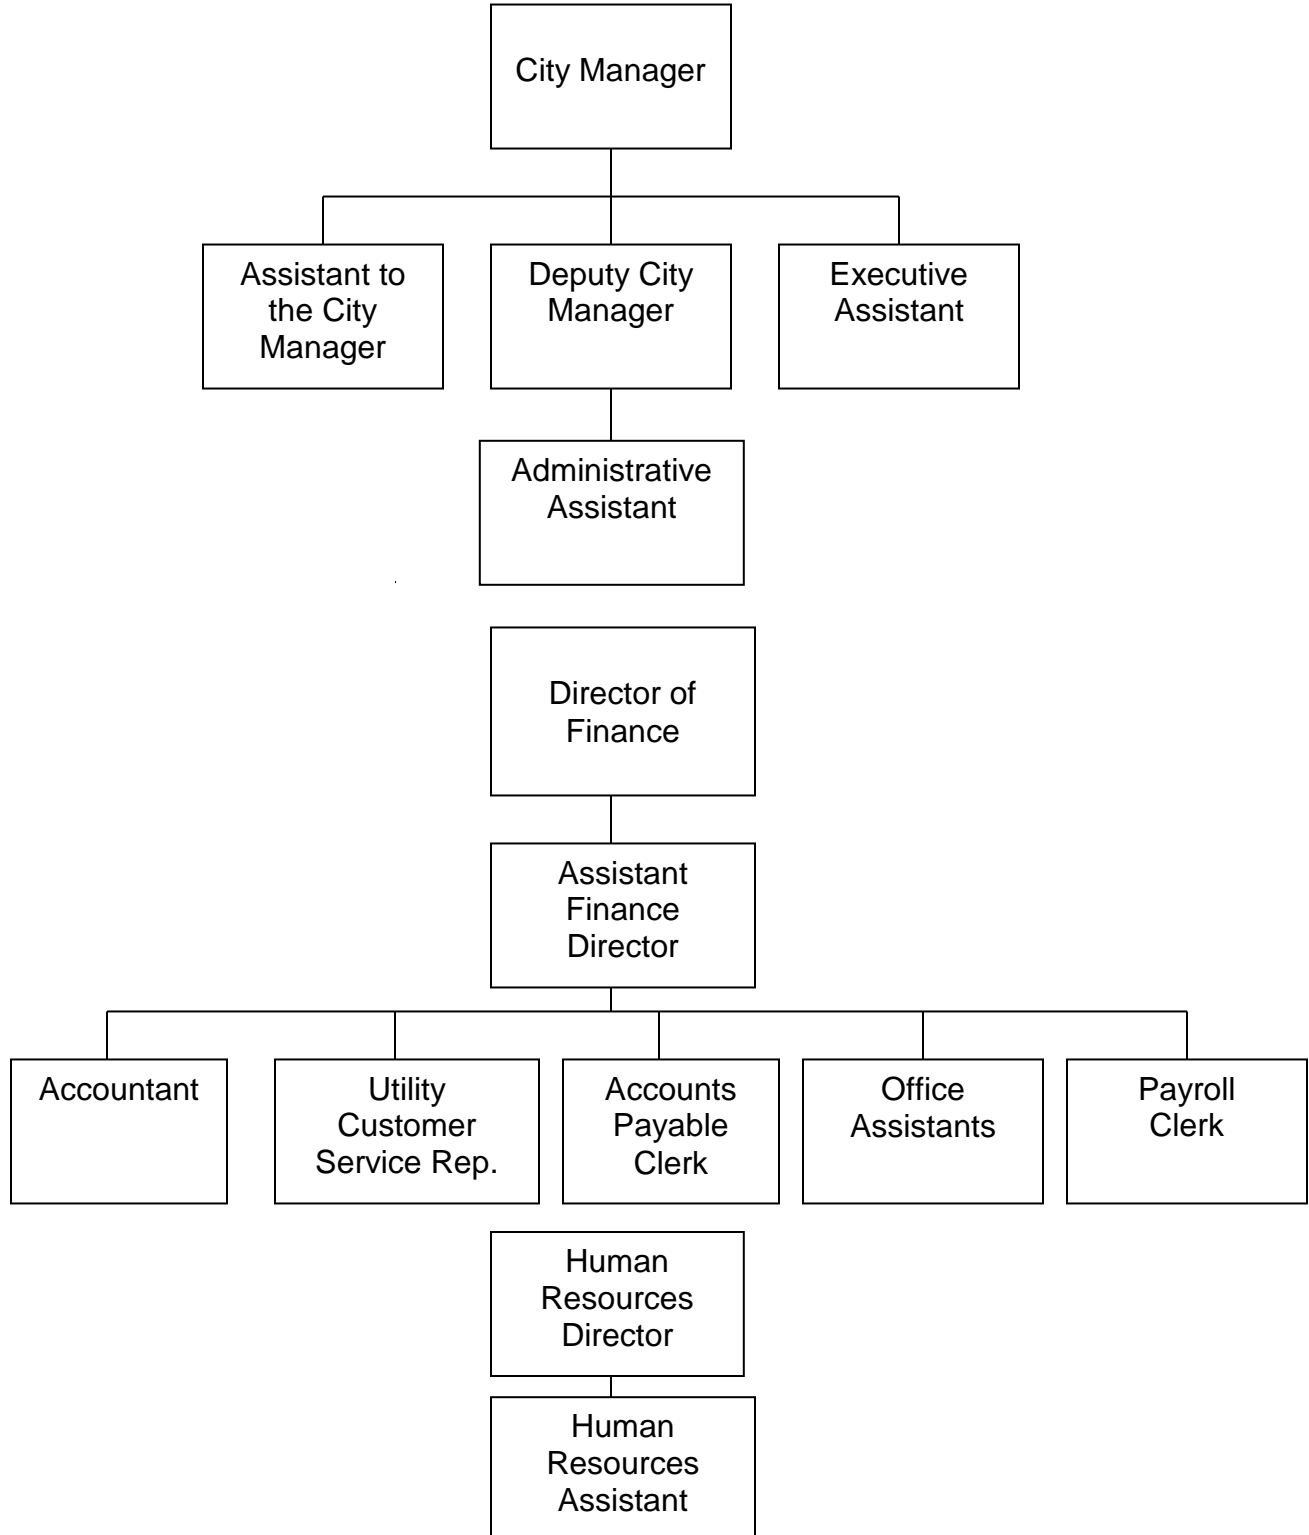 City Manager
Assistant to
the City
Manager
Deputy City
Manager
Executive
Assistant
Administrative
Assistant
Director of
Finance
Assistant
Finance
Director
Accountant
Utility
Customer
Service Rep.
Accounts
Payable
Clerk
Office
Assistants
Payroll
Clerk
Human
Resources
Director
Human
Resources
Assistant